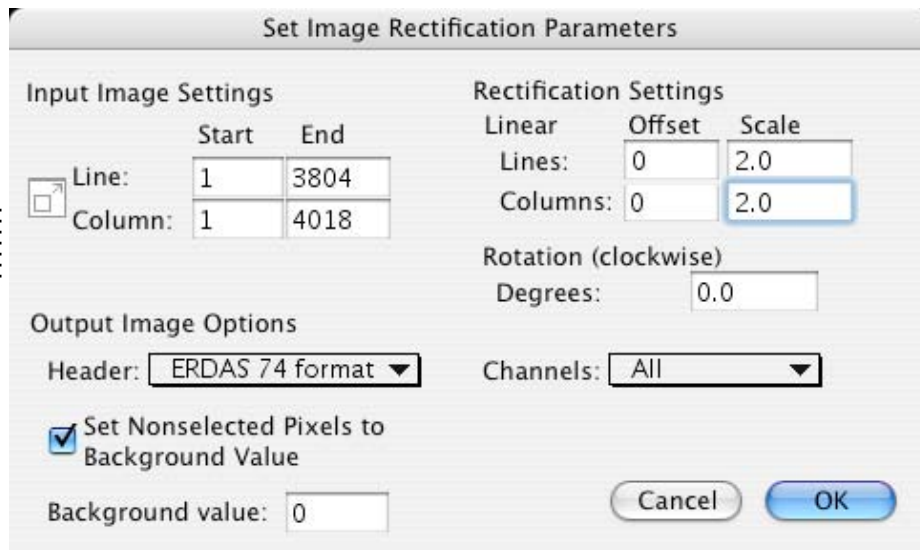 Set Image Rectification Parameters
Input Image Settings
Start End
Line: 1 3804
Column: 1 4018
Rectification Settings
Linear Offset Scale
Lines: 0 2.0
Columns: 0 2.0
Rotation (clockwise)
Degrees: 0.0
Output Image Options
Header: ERDAS 74 format
Channels: All
Set Nonselected Pixels to
Background Value
Background value: 0
Cancel OK